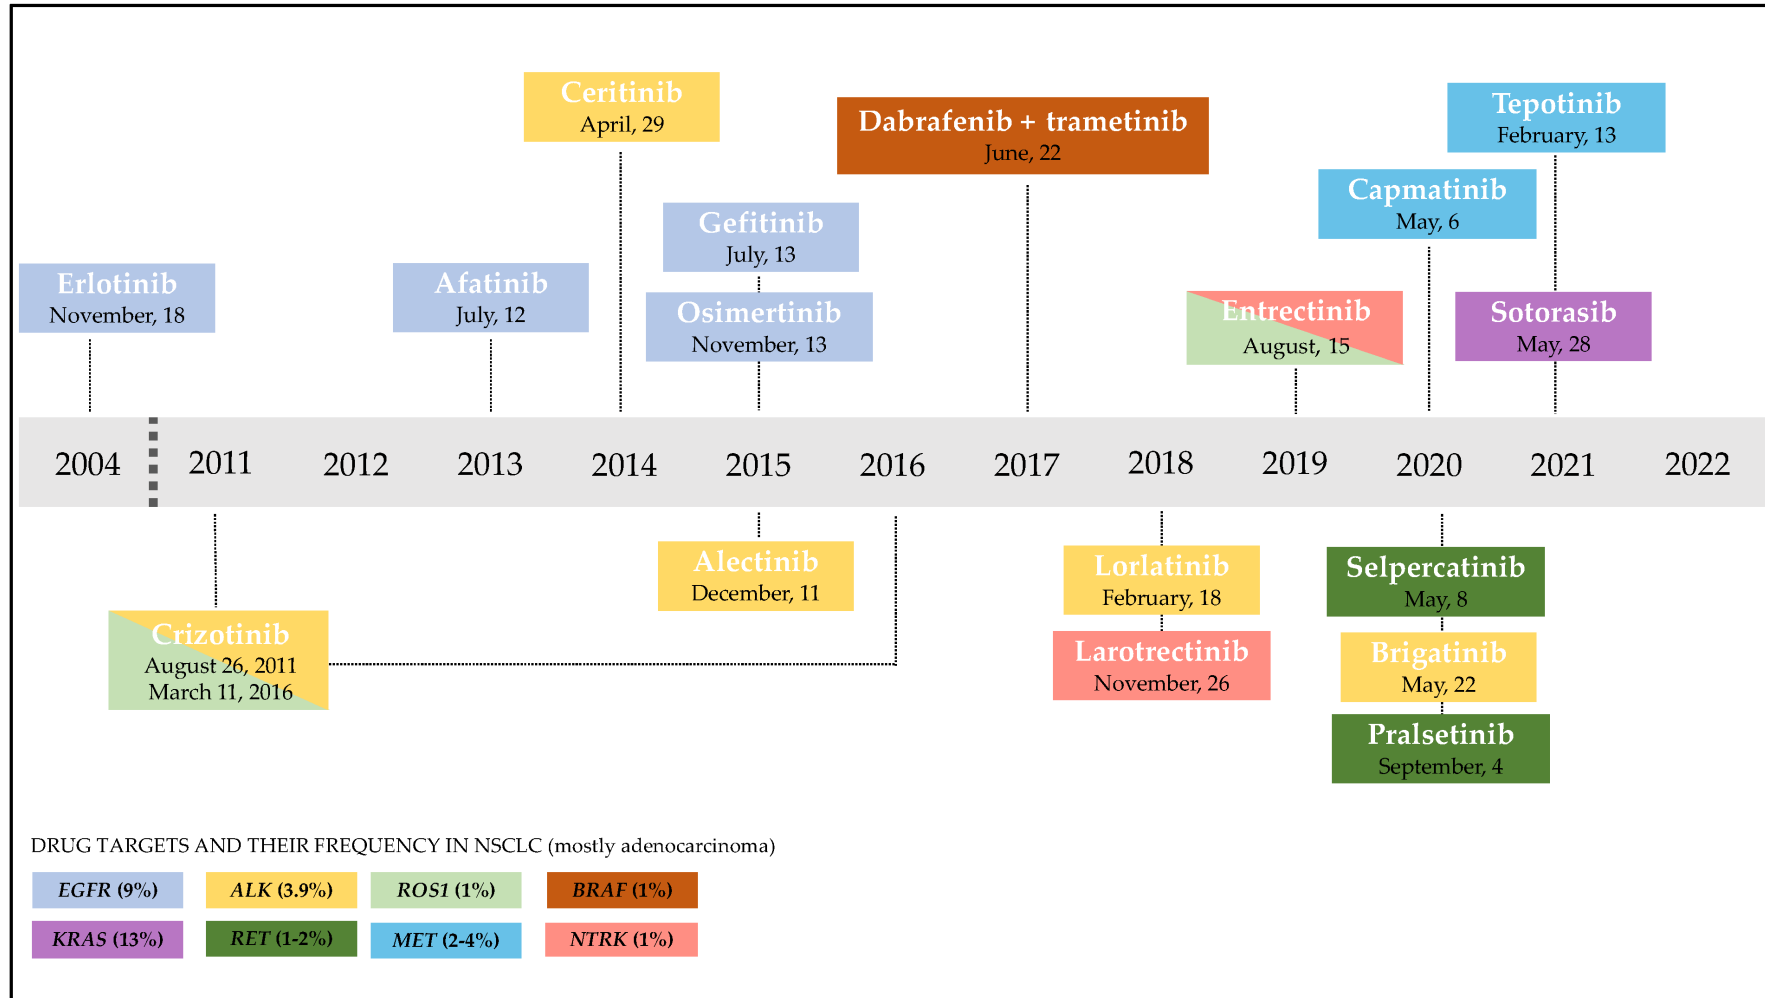 Ceritinib
April, 29
Dabrafenib + trametinib
June, 22
Tepotinib
February, 13
Capmatinib
May, 6
Gefitinib
July, 13
Erlotinib
November, 18
Afatinib
July, 12
Osimertinib
November, 13
Entrectinib
August, 15
Sotorasib
May, 28
2004 2011 2012 2013 2014 2015 2016 2017 2018 2019 2020 2021 2022
Alectinib
December, 11
Lorlatinib
February, 18
Selpercatinib
May, 8
Crizotinib
August 26, 2011
March 11, 2016
Larotrectinib
November, 26
Brigatinib
May, 22
Pralsetinib
September, 4
DRUG TARGETS AND THEIR FREQUENCY IN NSCLC (mostly adenocarcinoma)
EGFR (9%) ALK (3.9%) ROS1 (1%) BRAF (1%)
KRAS (13%) RET (1-2%) MET (2-4%) NTRK (1%)